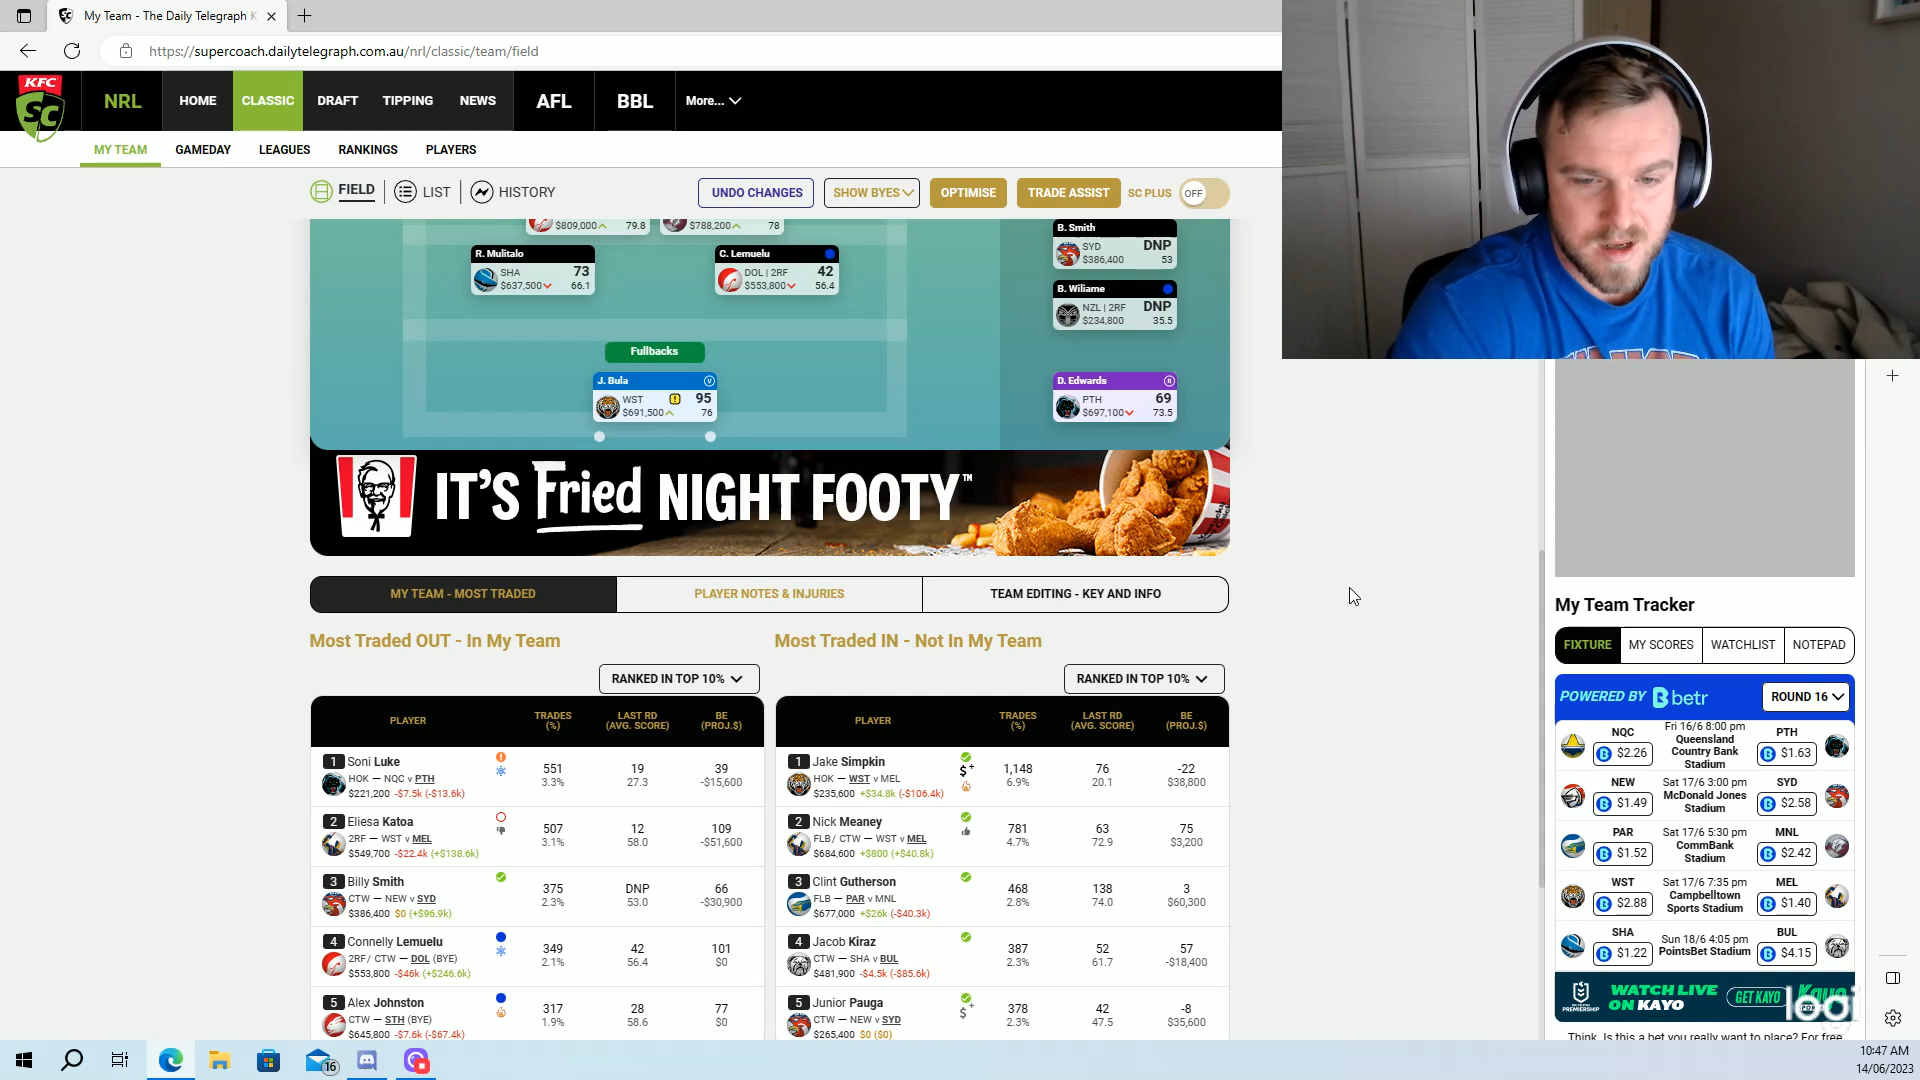 My Team - The Daily Telegraph K
https://supercoach.dailytelegraph.com.au/nrl/classic/team/field
KFC
SC
NRL
HOME
CLASSIC
DRAFT
TIPPING
NEWS
AFL
BBL
More...
MY TEAM
GAMEDAY
LEAGUES
RANKINGS
PLAYERS
FIELD
LIST
HISTORY
UNDO CHANGES
SHOW BYES
OPTIMISE
TRADE ASSIST
SC PLUS
OFF
$809,000 79.8
$788,200 78
R. Mulitalo
SHA 73
$637,500 66.1
C. Lemuelu
DOL | 2RF 42
$553,800 56.4
B. Smith
SYD DNP
$386,400 53
B. Wiliame
NZL | 2RF DNP
$234,800 35.5
Fullbacks
J. Bula V
WST 95
$691,500 76
D. Edwards R
PTH 69
$697,100 73.5
IT'S Fried NIGHT FOOTY™
MY TEAM - MOST TRADED
PLAYER NOTES & INJURIES
TEAM EDITING - KEY AND INFO
Most Traded OUT - In My Team
RANKED IN TOP 10%
PLAYER
TRADES (%)
LAST RD (AVG. SCORE)
BE (PROJ.$)
1 Soni Luke
HOK — NQC v PTH
$221,200 -$7.5k (-$13.6k)
551
3.3%
19
27.3
39
-$15,600
2 Eliesa Katoa
2RF — WST v MEL
$549,700 -$22.4k (+$138.6k)
507
3.1%
12
58.0
109
-$51,600
3 Billy Smith
CTW — NEW v SYD
$386,400 $0 (+$96.9k)
375
2.3%
DNP
53.0
66
-$30,900
4 Connelly Lemuelu
2RF/ CTW — DOL (BYE)
$553,800 -$46k (+$246.6k)
349
2.1%
42
56.4
101
$0
5 Alex Johnston
CTW — STH (BYE)
$645,800 -$7.6k (-$67.4k)
317
1.9%
28
58.6
77
$0
Most Traded IN - Not In My Team
RANKED IN TOP 10%
PLAYER
TRADES (%)
LAST RD (AVG. SCORE)
BE (PROJ.$)
1 Jake Simpkin
HOK — WST v MEL
$235,600 +$34.8k (-$106.4k)
1,148
6.9%
76
20.1
-22
$38,800
2 Nick Meaney
FLB/ CTW — WST v MEL
$684,600 +$800 (+$40.8k)
781
4.7%
63
72.9
75
$3,200
3 Clint Gutherson
FLB — PAR v MNL
$677,000 +$26k (-$40.3k)
468
2.8%
138
74.0
3
$60,300
4 Jacob Kiraz
CTW — SHA v BUL
$481,900 -$4.5k (-$85.6k)
387
2.3%
52
61.7
57
-$18,400
5 Junior Pauga
CTW — NEW v SYD
$265,400 $0 ($0)
378
2.3%
42
47.5
-8
$35,600
My Team Tracker
FIXTURE
MY SCORES
WATCHLIST
NOTEPAD
POWERED BY betr
ROUND 16
NQC
$2.26
Fri 16/6 8:00 pm
Queensland
Country Bank
Stadium
PTH
$1.63
NEW
$1.49
Sat 17/6 3:00 pm
McDonald Jones
Stadium
SYD
$2.58
PAR
$1.52
Sat 17/6 5:30 pm
CommBank
Stadium
MNL
$2.42
WST
$2.88
Sat 17/6 7:35 pm
Campbelltown
Sports Stadium
MEL
$1.40
SHA
$1.22
Sun 18/6 4:05 pm
PointsBet Stadium
BUL
$4.15
WATCH LIVE
ON KAYO
GET KAYO
logi
Think. Is this a bet you really want to place? For free
16
10:47 AM
14/06/2023